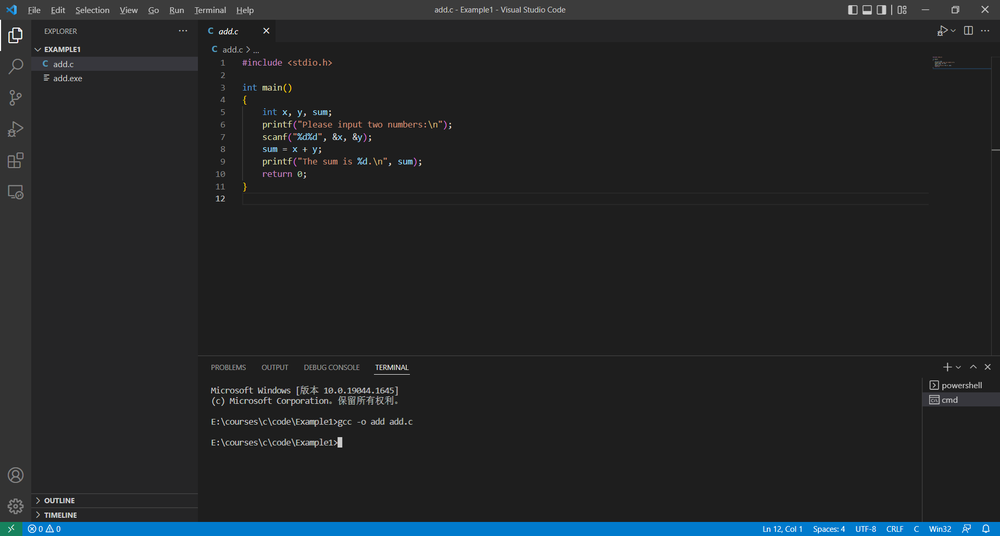 File Edit Selection View Go Run Terminal Help
add.c - Example1 - Visual Studio Code
EXPLORER
EXAMPLE1
C add.c
add.exe
OUTLINE
TIMELINE
C add.c
C add.c > ...
1 #include <stdio.h>
2
3 int main()
4 {
5 int x, y, sum;
6 printf("Please input two numbers:\n");
7 scanf("%d%d", &x, &y);
8 sum = x + y;
9 printf("The sum is %d.\n", sum);
10 return 0;
11 }
12
PROBLEMS OUTPUT DEBUG CONSOLE TERMINAL
Microsoft Windows [版本 10.0.19044.1645]
(c) Microsoft Corporation。保留所有权利。
E:\courses\c\code\Example1>gcc -o add add.c
E:\courses\c\code\Example1>
powershell
cmd
0 0
Ln 12, Col 1 Spaces: 4 UTF-8 CRLF C Win32